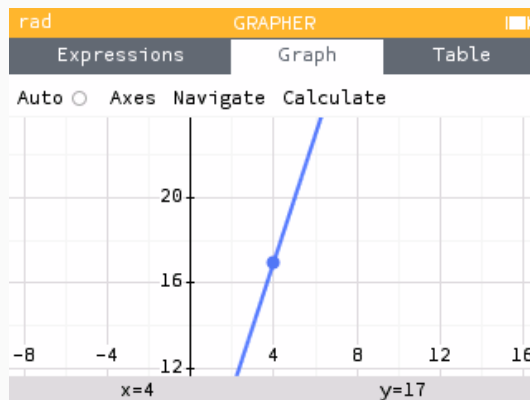 rad GRAPHER
Expressions Graph Table
Auto Axes Navigate Calculate
20
16
-8 -4 4 8 12 16
12
x=4 y=17